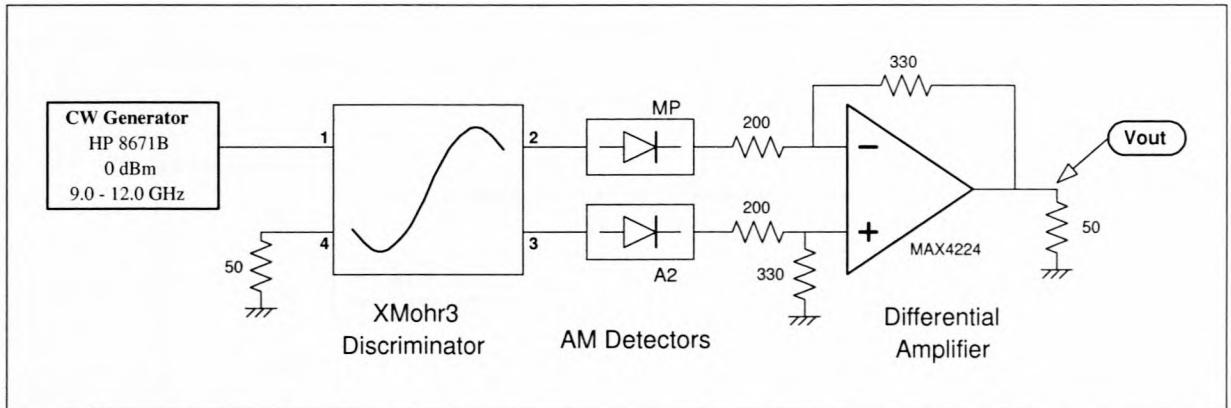 CW Generator
HP 8671B
0 dBm
9.0 - 12.0 GHz
1
4
50
2
3
XMohr3
Discriminator
MP
A2
AM Detectors
200
200
330
330
−
+
MAX4224
Differential
Amplifier
Vout
50